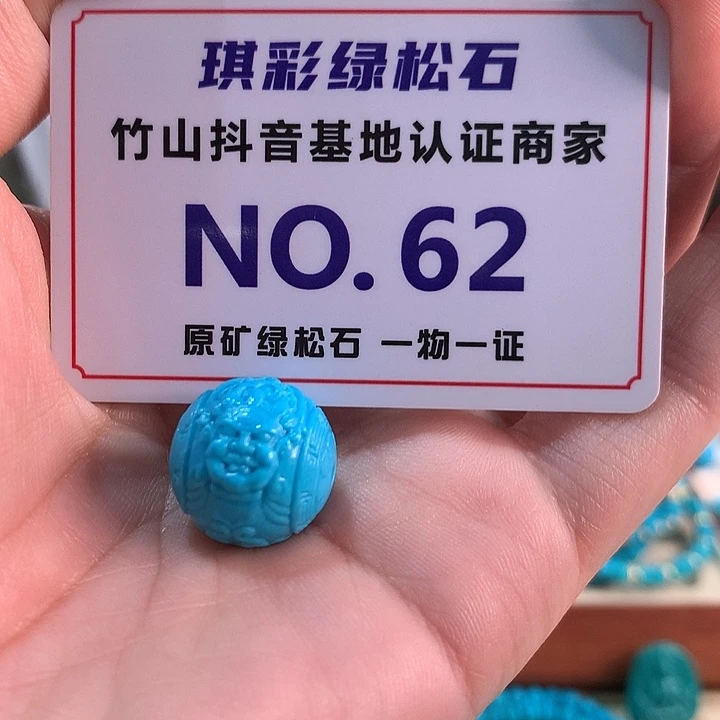 琪彩绿松石
竹山抖音基地认证商家
NO. 62
原矿绿松石 一物一证